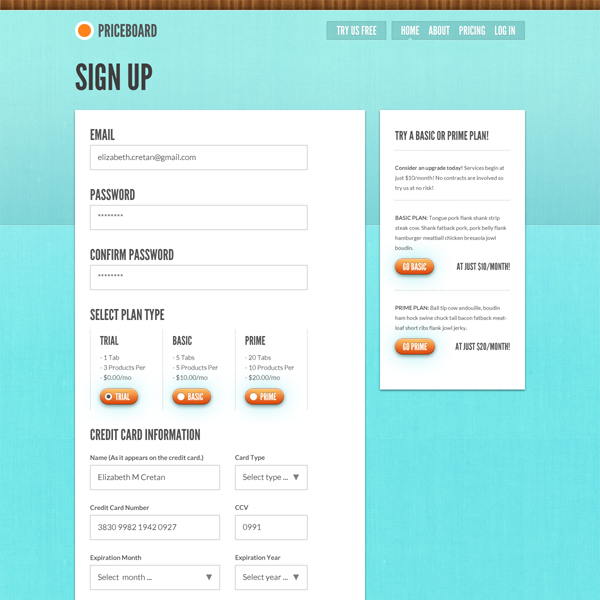 PRICEBOARD
TRY US FREE
HOME ABOUT PRICING LOG IN
SIGN UP
EMAIL
elizabeth.cretan@gmail.com
PASSWORD
********
CONFIRM PASSWORD
********
SELECT PLAN TYPE
TRIAL
- 1 Tab
- 3 Products Per
- $0.00/mo
TRIAL
BASIC
- 5 Tabs
- 5 Products Per
- $10.00/mo
BASIC
PRIME
- 20 Tabs
- 10 Products Per
- $20.00/mo
PRIME
CREDIT CARD INFORMATION
Name (As it appears on the credit card.)
Elizabeth M Cretan
Card Type
Select type ...
Credit Card Number
3830 9982 1942 0927
CCV
0991
Expiration Month
Select month ...
Expiration Year
Select year ...
TRY A BASIC OR PRIME PLAN!
Consider an upgrade today! Services begin at
just $10/month! No contracts are involved so
try us at no risk!
BASIC PLAN: Tongue pork flank shank strip
steak cow. Shank fatback pork, pork belly flank
hamburger meatball chicken bresaola jowl
boudin.
GO BASIC
AT JUST $10/MONTH!
PRIME PLAN: Ball tip cow andouille, boudin
ham hock swine chuck tail bacon fatback meat-
loaf short ribs flank jowl jerky.
GO PRIME
AT JUST $20/MONTH!